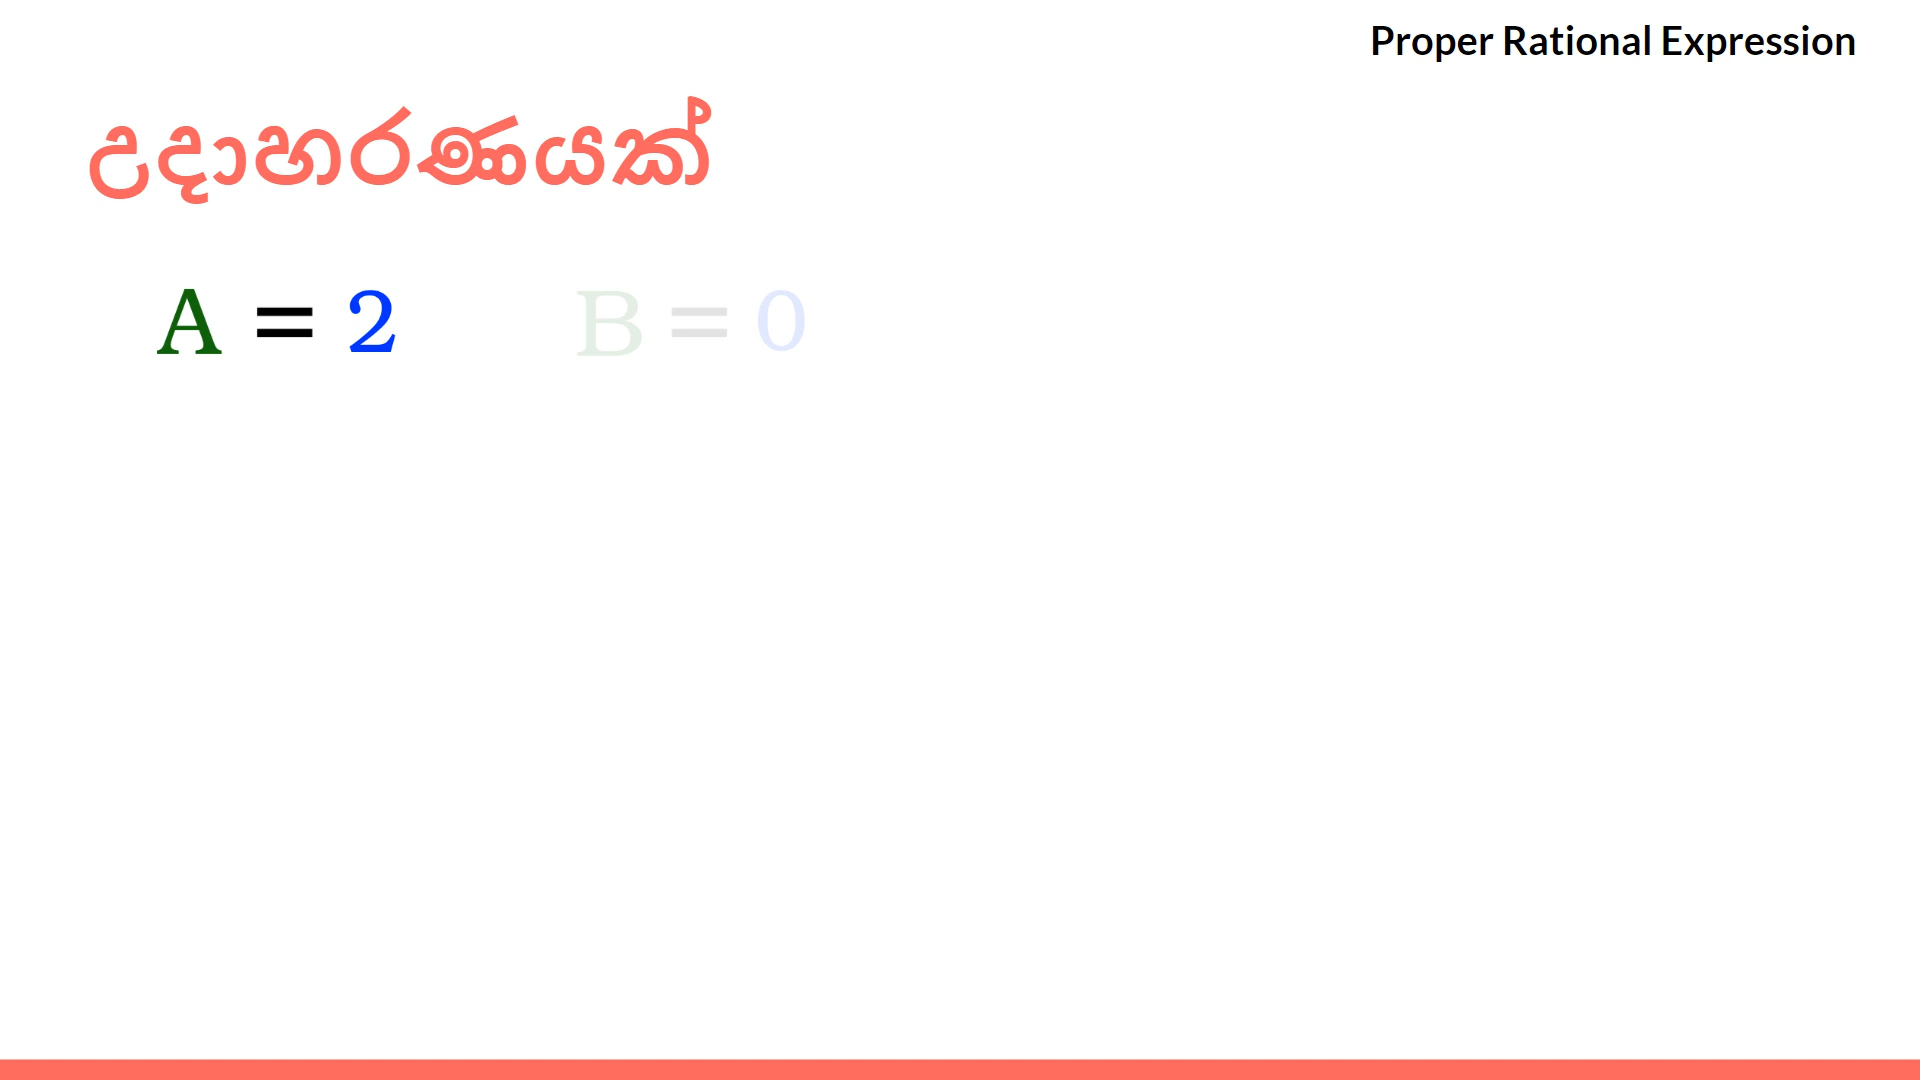 Proper Rational Expression
උදාහරණයක්
A = 2 B = 0